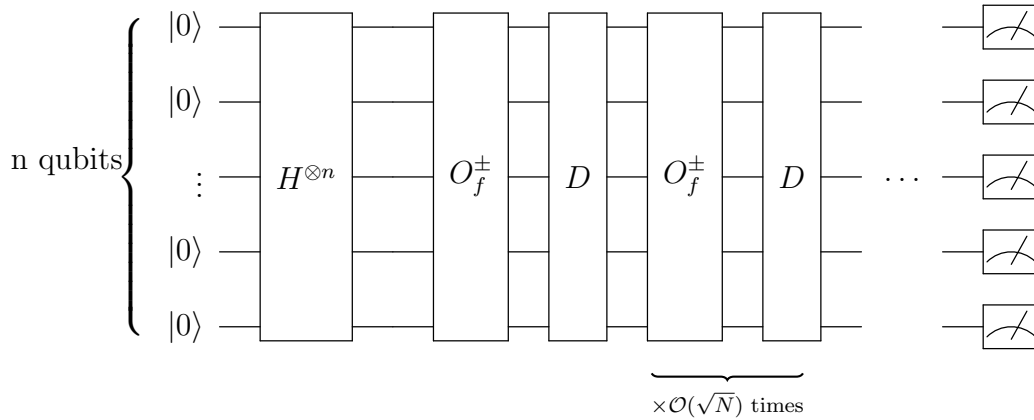 |0⟩
|0⟩
n qubits { ⋮ H^{⊗n} O_f^± D O_f^± D ⋯
|0⟩
|0⟩
×𝒪(√N) times